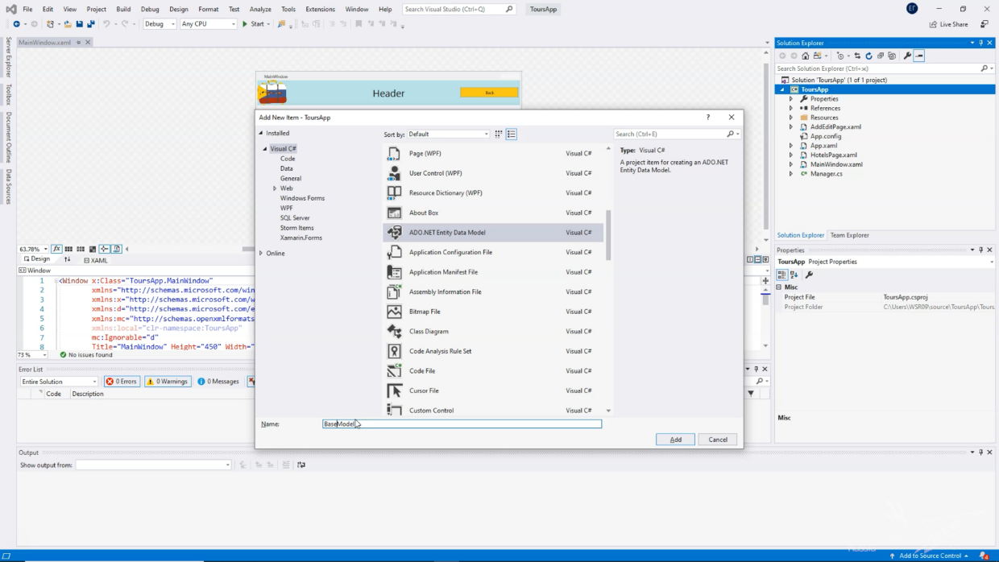 File Edit View Project Build Debug Design Format Test Analyze Tools Extensions Window Help Search Visual Studio (Ctrl+Q) ToursApp ЕГ
Debug Any CPU Start Live Share
Server Explorer
Toolbox
Document Outline
Data Sources
MainWindow.xaml
MainWindow
Header
Back
Add New Item - ToursApp
Installed
Visual C#
Code
Data
General
Web
Windows Forms
WPF
SQL Server
Storm Items
Xamarin.Forms
Online
Sort by: Default
Search (Ctrl+E)
Page (WPF) Visual C#
User Control (WPF) Visual C#
Resource Dictionary (WPF) Visual C#
About Box Visual C#
ADO.NET Entity Data Model Visual C#
Application Configuration File Visual C#
Application Manifest File Visual C#
Assembly Information File Visual C#
Bitmap File Visual C#
Class Diagram Visual C#
Code Analysis Rule Set Visual C#
Code File Visual C#
Cursor File Visual C#
Custom Control Visual C#
Type: Visual C#
A project item for creating an ADO.NET
Entity Data Model.
Name: BaseModel
Add Cancel
63.78%
Design XAML
Window
1 <Window x:Class="ToursApp.MainWindow"
2 xmlns="http://schemas.microsoft.com/win
3 xmlns:x="http://schemas.microsoft.com/w
4 xmlns:d="http://schemas.microsoft.com/e
5 xmlns:mc="http://schemas.openxmlformats
6 xmlns:local="clr-namespace:ToursApp"
7 mc:Ignorable="d"
8 Title="MainWindow" Height="450" Width="
73 % No issues found
Error List
Entire Solution 0 Errors 0 Warnings 0 Messages
Code Description
Output
Show output from:
Solution Explorer
Search Solution Explorer (Ctrl+ж)
Solution 'ToursApp' (1 of 1 project)
ToursApp
Properties
References
Resources
AddEditPage.xaml
App.config
App.xaml
HotelsPage.xaml
MainWindow.xaml
Manager.cs
Solution Explorer Team Explorer
Properties
ToursApp Project Properties
Misc
Project File ToursApp.csproj
Project Folder C:\Users\WSR09\source\ToursApp\Tours
Misc
Add to Source Control 4